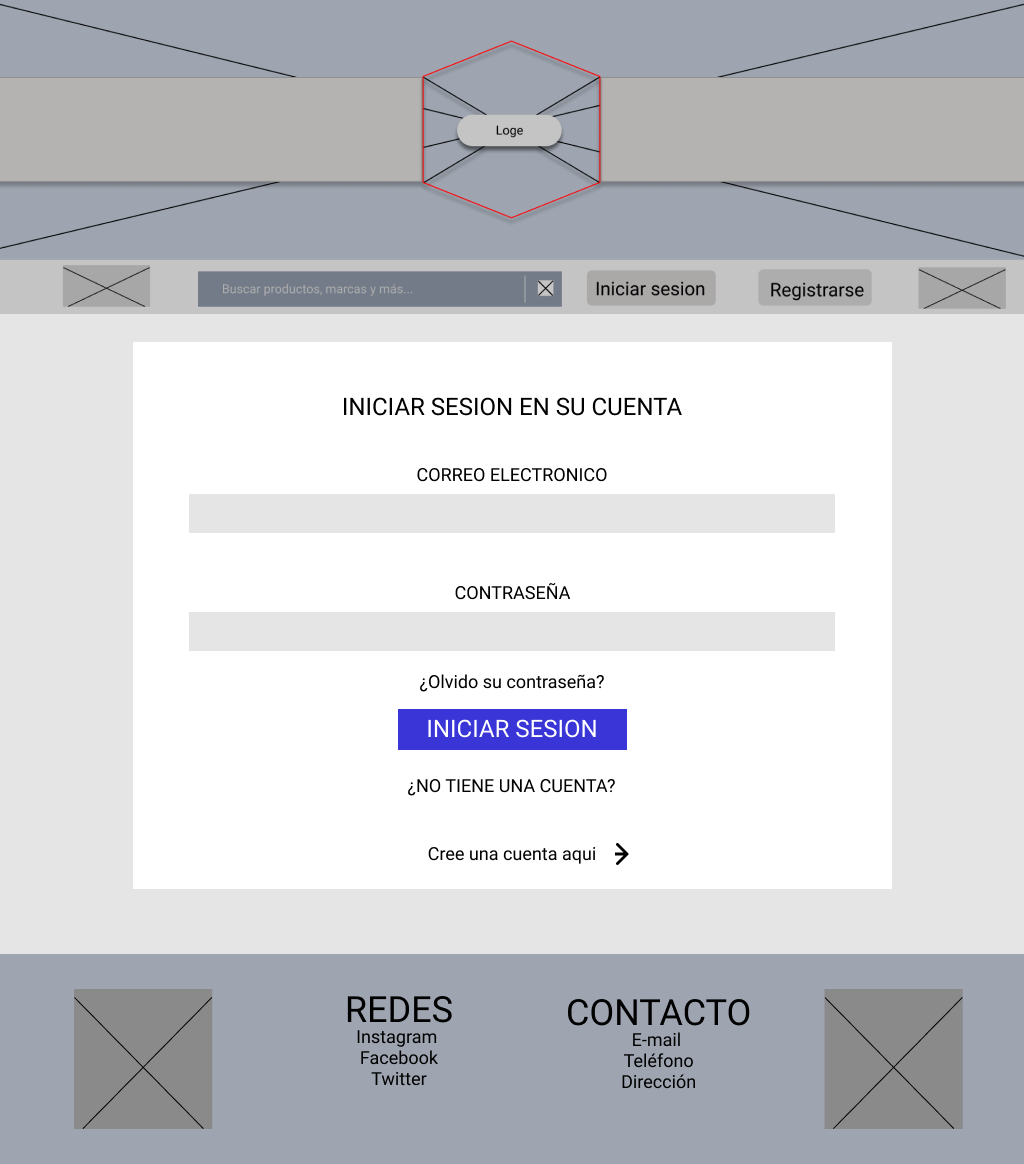 Loge
Buscar productos, marcas y más...
Iniciar sesion
Registrarse
INICIAR SESION EN SU CUENTA
CORREO ELECTRONICO
CONTRASEÑA
¿Olvido su contraseña?
INICIAR SESION
¿NO TIENE UNA CUENTA?
Cree una cuenta aqui
REDES
Instagram
Facebook
Twitter
CONTACTO
E-mail
Teléfono
Dirección